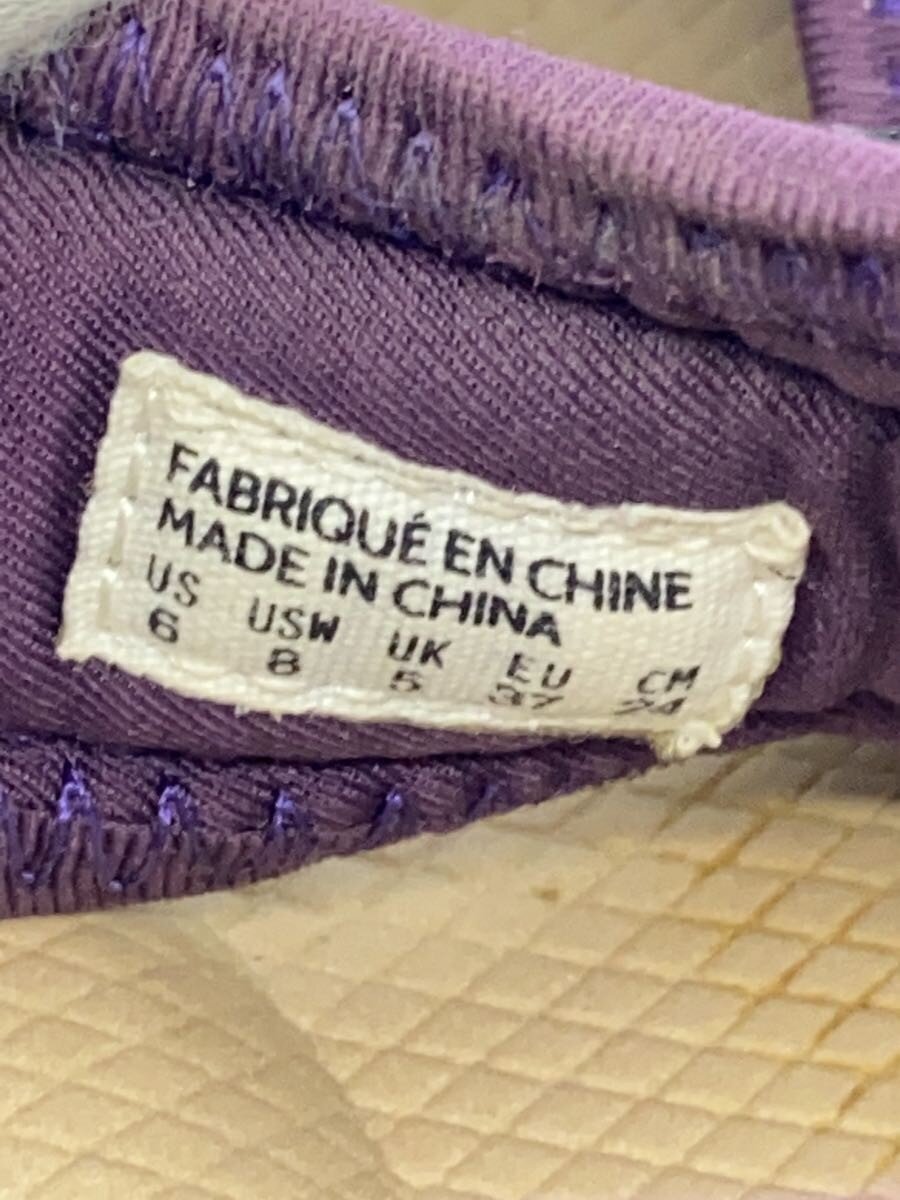 FABRIQUÉ EN CHINE
MADE IN CHINA
US USW UK EU CM
6 8 5 37 24